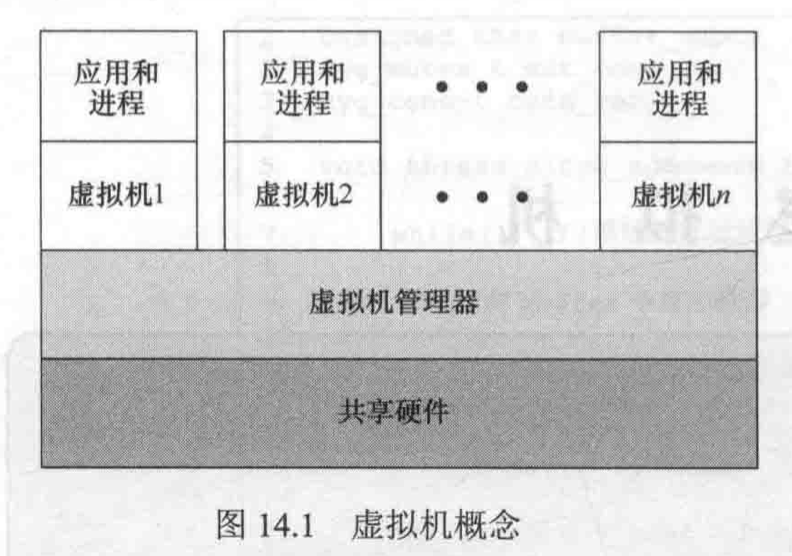 应用和
进程
应用和
进程
• • •
应用和
进程
虚拟机1
虚拟机2
• • •
虚拟机n
虚拟机管理器
共享硬件
图 14.1 虚拟机概念